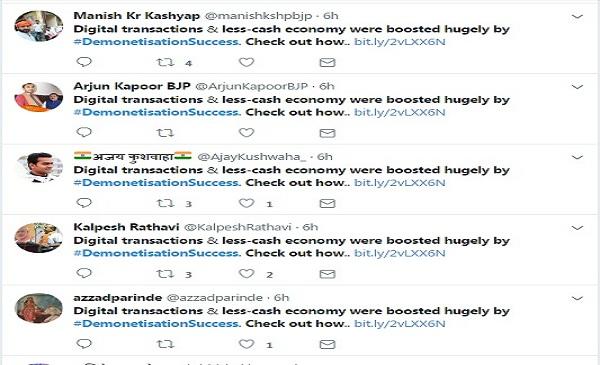 Manish Kr Kashyap @manishkshpbjp · 6h
Digital transactions & less-cash economy were boosted hugely by
#DemonetisationSuccess. Check out how.. bit.ly/2vLXX6N
4
Arjun Kapoor BJP @ArjunKapoorBJP · 6h
Digital transactions & less-cash economy were boosted hugely by
#DemonetisationSuccess. Check out how.. bit.ly/2vLXX6N
अजय कुशवाहा @AjayKushwaha_ · 6h
Digital transactions & less-cash economy were boosted hugely by
#DemonetisationSuccess. Check out how.. bit.ly/2vLXX6N
3 1
Kalpesh Rathavi @KalpeshRathavi · 6h
Digital transactions & less-cash economy were boosted hugely by
#DemonetisationSuccess. Check out how.. bit.ly/2vLXX6N
3 2
azzadparinde @azzadparinde · 6h
Digital transactions & less-cash economy were boosted hugely by
#DemonetisationSuccess. Check out how.. bit.ly/2vLXX6N
1